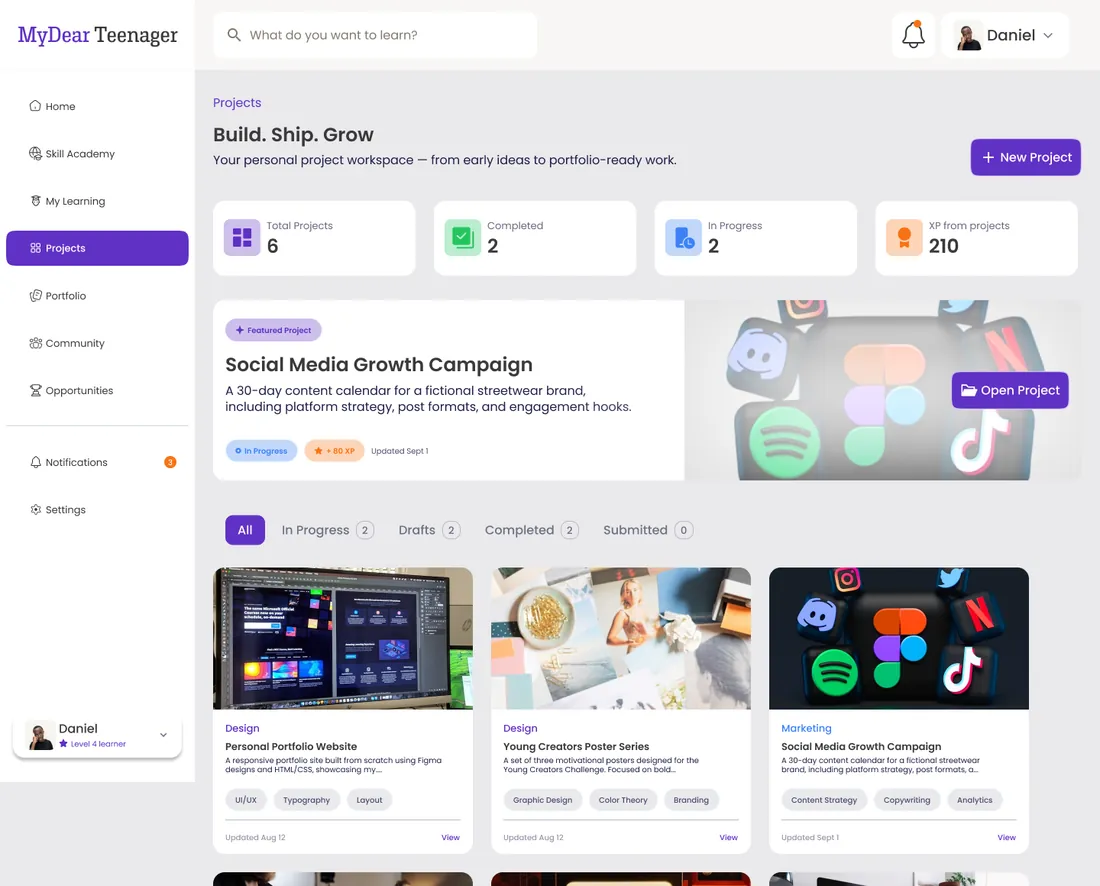 MyDear Teenager
What do you want to learn?
Daniel
Home
Skill Academy
My Learning
Projects
Portfolio
Community
Opportunities
Notifications
3
Settings
Daniel
Level 4 learner
Projects
Build. Ship. Grow
Your personal project workspace — from early ideas to portfolio-ready work.
+ New Project
Total Projects
6
Completed
2
In Progress
2
XP from projects
210
Featured Project
Social Media Growth Campaign
A 30-day content calendar for a fictional streetwear brand,
including platform strategy, post formats, and engagement hooks.
In Progress
+ 80 XP
Updated Sept 1
Open Project
All
In Progress 2
Drafts 2
Completed 2
Submitted 0
Design
Personal Portfolio Website
A responsive portfolio site built from scratch using Figma
designs and HTML/CSS, showcasing my...
UI/UX
Typography
Layout
Updated Aug 12
View
Design
Young Creators Poster Series
A set of three motivational posters designed for the
Young Creators Challenge. Focused on bold...
Graphic Design
Color Theory
Branding
Updated Aug 12
View
Marketing
Social Media Growth Campaign
A 30-day content calendar for a fictional streetwear
brand, including platform strategy, post formats, a...
Content Strategy
Copywriting
Analytics
Updated Sept 1
View